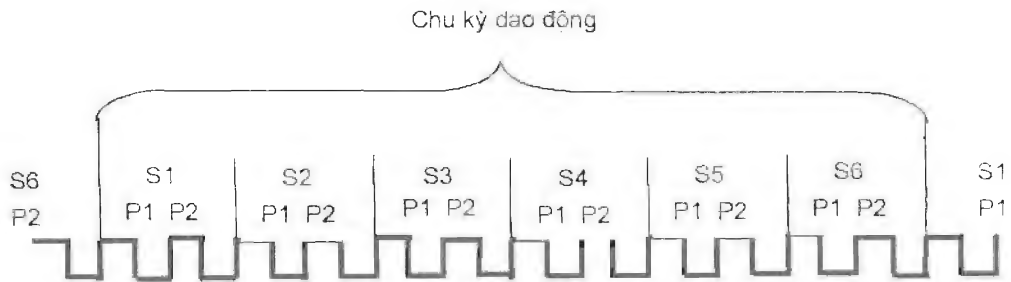 Chu kỳ dao động
S6 S1 S2 S3 S4 S5 S6 S1
P2 P1 P2 P1 P2 P1 P2 P1 P2 P1 P2 P1 P2 P1